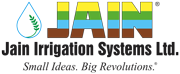 JAIN®
Jain Irrigation Systems Ltd.
Small Ideas. Big Revolutions.®